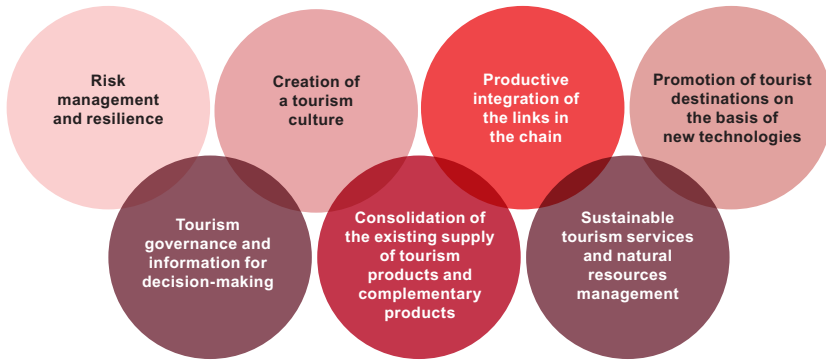 Risk
management
and resilience
Creation of
a tourism
culture
Productive
integration of
the links in
the chain
Promotion of tourist
destinations on
the basis of
new technologies
Tourism
governance and
information for
decision-making
Consolidation of
the existing supply
of tourism
products and
complementary
products
Sustainable
tourism services
and natural
resources
management